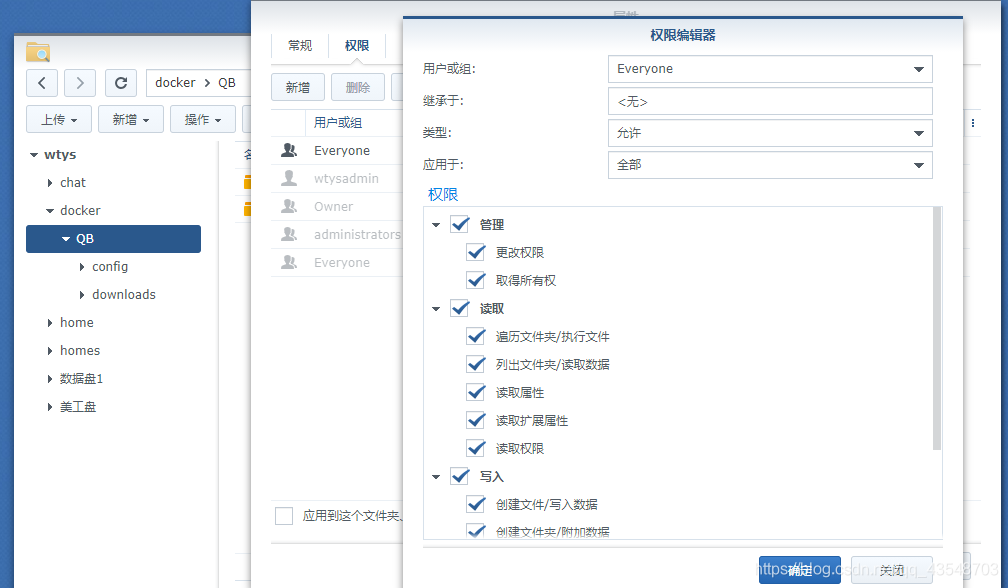 属性
权限编辑器
常规
权限
新增
删除
docker
QB
上传
新增
操作
用户或组
Everyone
wtysadmin
Owner
administrators
Everyone
应用到这个文件夹、
wtys
chat
docker
QB
config
downloads
home
homes
数据盘1
美工盘
用户或组:
Everyone
继承于:
<无>
类型:
允许
应用于:
全部
权限
管理
更改权限
取得所有权
读取
遍历文件夹/执行文件
列出文件夹/读取数据
读取属性
读取扩展属性
读取权限
写入
创建文件/写入数据
创建文件夹/附加数据
确定
关闭